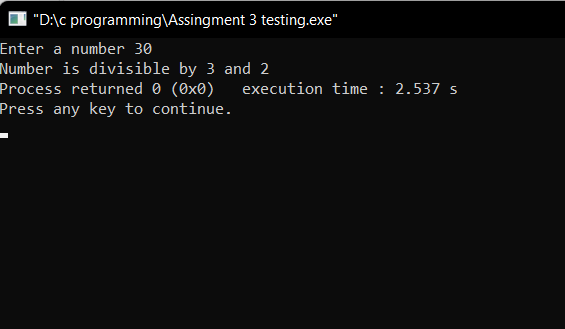 "D:\c programming\Assingment 3 testing.exe"
Enter a number 30
Number is divisible by 3 and 2
Process returned 0 (0x0)   execution time : 2.537 s
Press any key to continue.